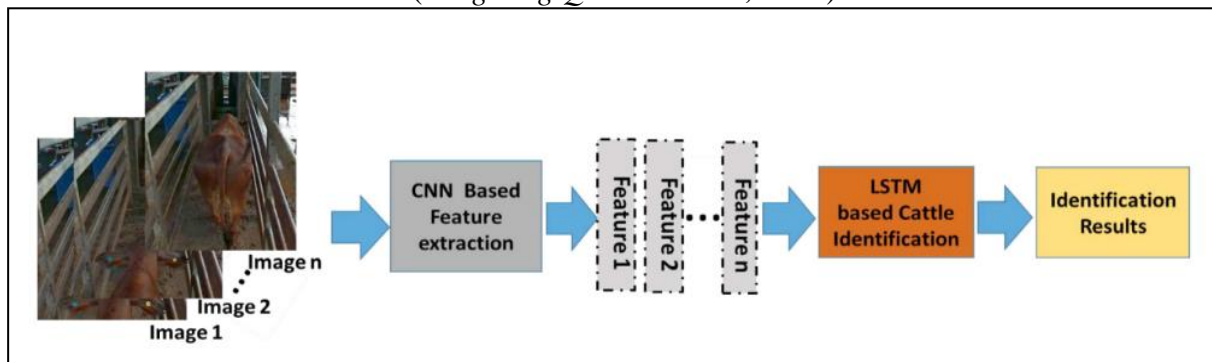 Image 1
Image 2
Image n
CNN Based
Feature
extraction
Feature 1
Feature 2
Feature n
LSTM
based Cattle
Identification
Identification
Results